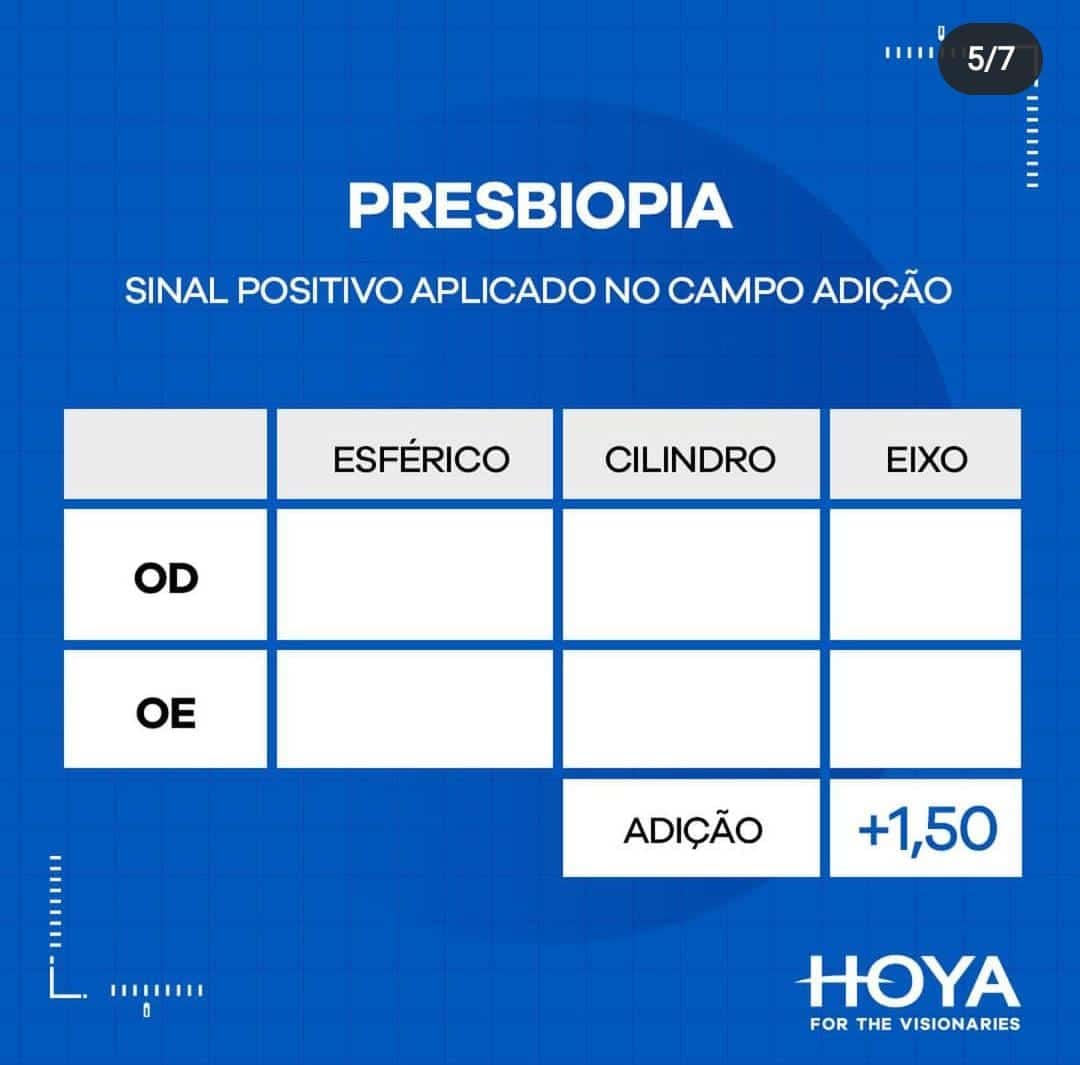 5/7
PRESBIOPIA
SINAL POSITIVO APLICADO NO CAMPO ADIÇÃO
ESFÉRICO CILINDRO EIXO
OD
OE
ADIÇÃO +1,50
HOYA
FOR THE VISIONARIES